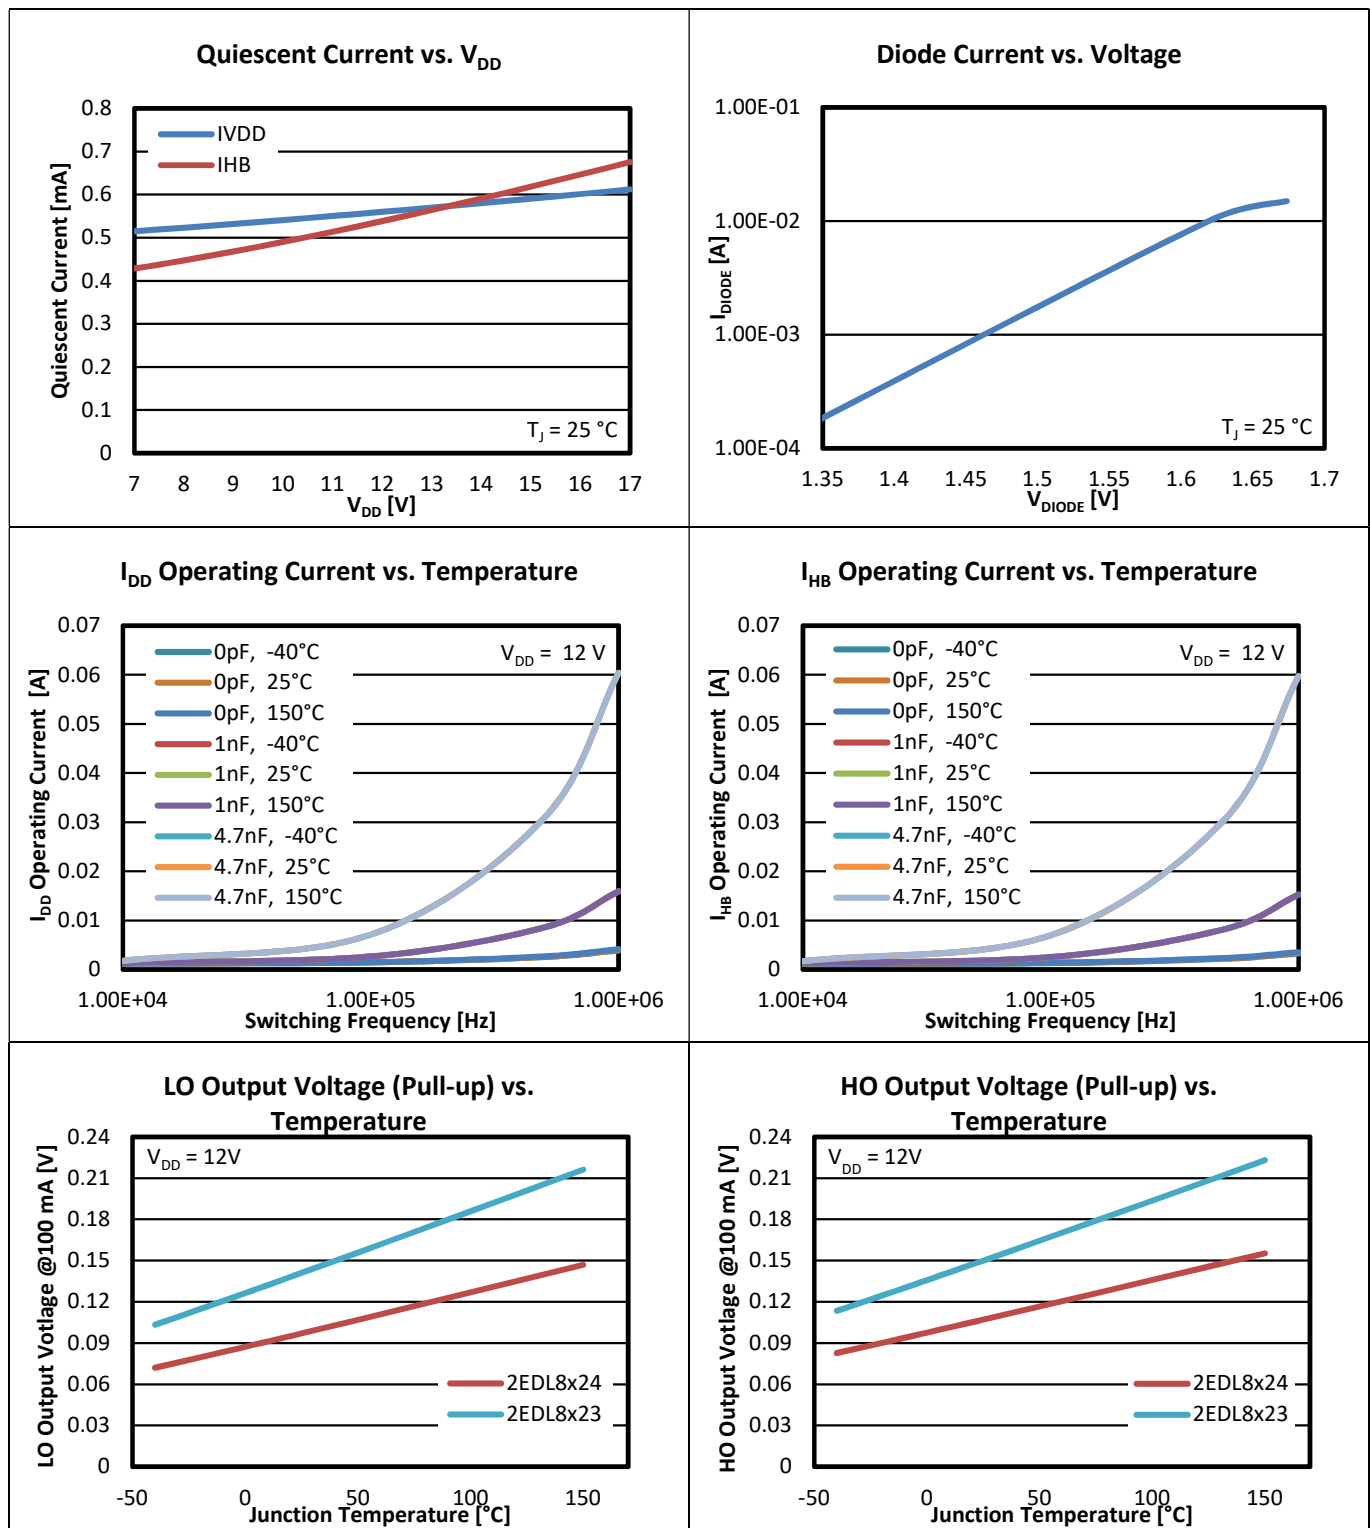 Quiescent Current vs. VDD
Quiescent Current [mA]
0.8
0.7
0.6
0.5
0.4
0.3
0.2
0.1
0
IVDD
IHB
TJ = 25 °C
7 8 9 10 11 12 13 14 15 16 17
VDD [V]
Diode Current vs. Voltage
IDIODE [A]
1.00E-01
1.00E-02
1.00E-03
1.00E-04
TJ = 25 °C
1.35 1.4 1.45 1.5 1.55 1.6 1.65 1.7
VDIODE [V]
IDD Operating Current vs. Temperature
IDD Operating Current [A]
0.07
0.06
0.05
0.04
0.03
0.02
0.01
0
0pF, -40°C
0pF, 25°C
0pF, 150°C
1nF, -40°C
1nF, 25°C
1nF, 150°C
4.7nF, -40°C
4.7nF, 25°C
4.7nF, 150°C
VDD = 12 V
1.00E+04 1.00E+05 1.00E+06
Switching Frequency [Hz]
IHB Operating Current vs. Temperature
IHB Operating Current [A]
0.07
0.06
0.05
0.04
0.03
0.02
0.01
0
0pF, -40°C
0pF, 25°C
0pF, 150°C
1nF, -40°C
1nF, 25°C
1nF, 150°C
4.7nF, -40°C
4.7nF, 25°C
4.7nF, 150°C
VDD = 12 V
1.00E+04 1.00E+05 1.00E+06
Switching Frequency [Hz]
LO Output Voltage (Pull-up) vs.
Temperature
LO Output Votlage @100 mA [V]
0.24
0.21
0.18
0.15
0.12
0.09
0.06
0.03
0
VDD = 12V
2EDL8x24
2EDL8x23
-50 0 50 100 150
Junction Temperature [°C]
HO Output Voltage (Pull-up) vs.
Temperature
HO Output Votlage @100 mA [V]
0.24
0.21
0.18
0.15
0.12
0.09
0.06
0.03
0
VDD = 12V
2EDL8x24
2EDL8x23
-50 0 50 100 150
Junction Temperature [°C]